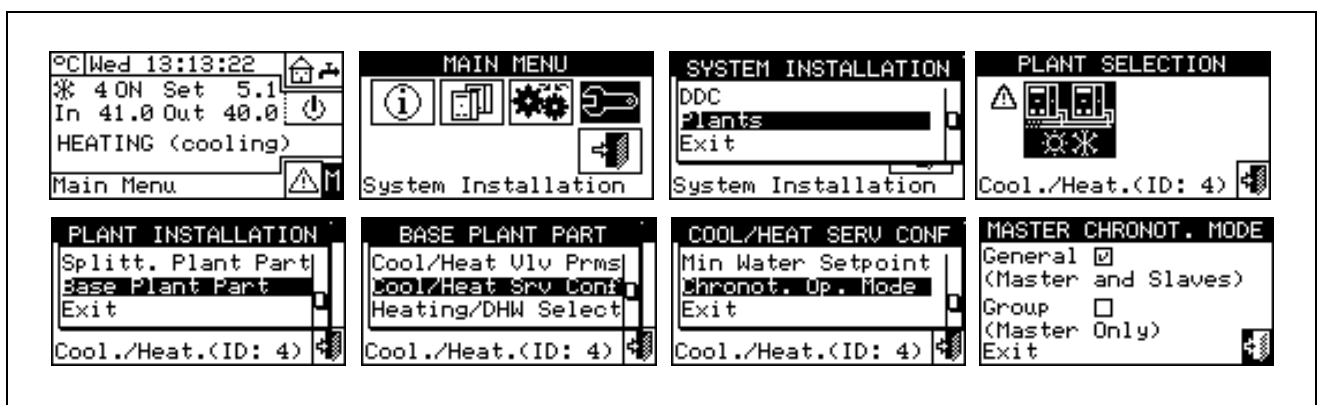 °C Wed 13:13:22
4 ON Set 5.1
In 41.0 Out 40.0
HEATING (cooling)
Main Menu M
MAIN MENU
System Installation
SYSTEM INSTALLATION
DDC
Plants
Exit
System Installation
PLANT SELECTION
Cool./Heat.(ID: 4)
PLANT INSTALLATION
Splitt. Plant Part
Base Plant Part
Exit
Cool./Heat.(ID: 4)
BASE PLANT PART
Cool/Heat Vlv Prms
Cool/Heat Srv Conf
Heating/DHW Select
Cool./Heat.(ID: 4)
COOL/HEAT SERV CONF
Min Water Setpoint
Chronot. Op. Mode
Exit
Cool./Heat.(ID: 4)
MASTER CHRONOT. MODE
General
(Master and Slaves)
Group
(Master Only)
Exit